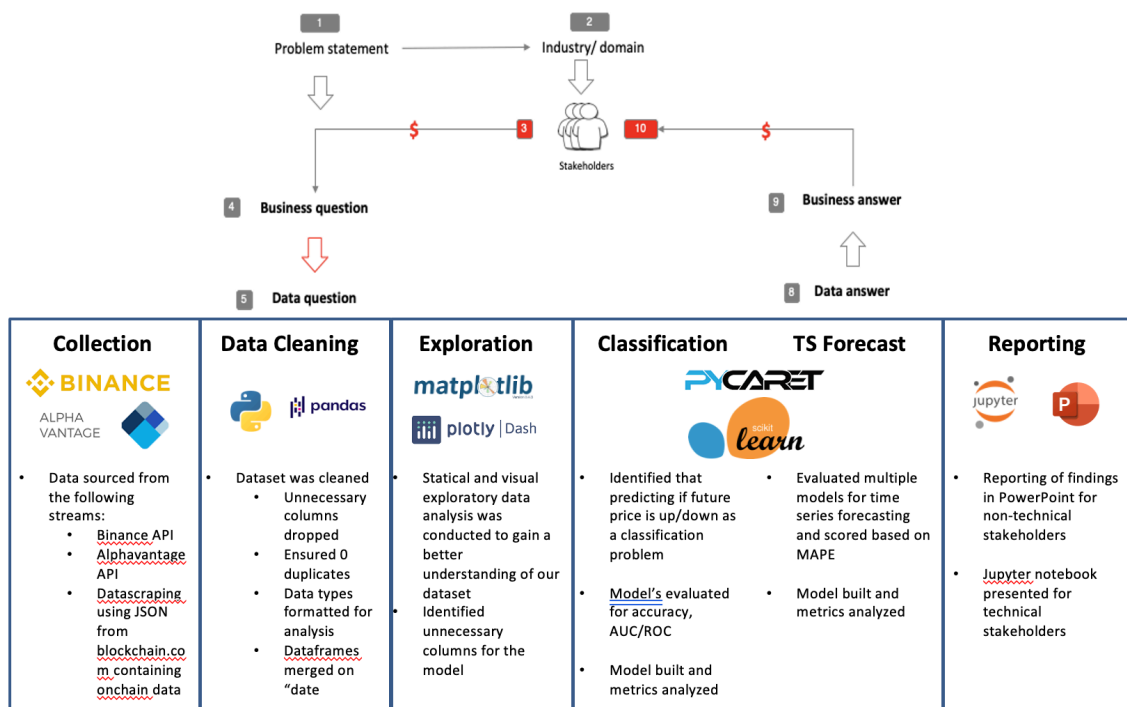 1
2
Problem statement
Industry/ domain
$
3
10
$
Stakeholders
4
Business question
9
Business answer
5
Data question
8
Data answer
Collection
BINANCE
ALPHA
VANTAGE
• Data sourced from
the following
streams:
• Binance API
• Alphavantage
API
• Datascraping
using JSON
from
blockchain.co
m containing
onchain data
Data Cleaning
pandas
• Dataset was cleaned
• Unnecessary
columns
dropped
• Ensured 0
duplicates
• Data types
formatted for
analysis
• Dataframes
merged on
“date
Exploration
matplotlib
plotly | Dash
• Statical and visual
exploratory data
analysis was
conducted to gain a
better
understanding of our
dataset
• Identified
unnecessary
columns for the
model
Classification
TS Forecast
PYCARET
scikit
learn
• Identified that
predicting if future
price is up/down as
a classification
problem
• Model’s evaluated
for accuracy,
AUC/ROC
• Model built and
metrics analyzed
• Evaluated multiple
models for time
series forecasting
and scored based on
MAPE
• Model built and
metrics analyzed
Reporting
jupyter
P
• Reporting of findings
in PowerPoint for
non-technical
stakeholders
• Jupyter notebook
presented for
technical
stakeholders